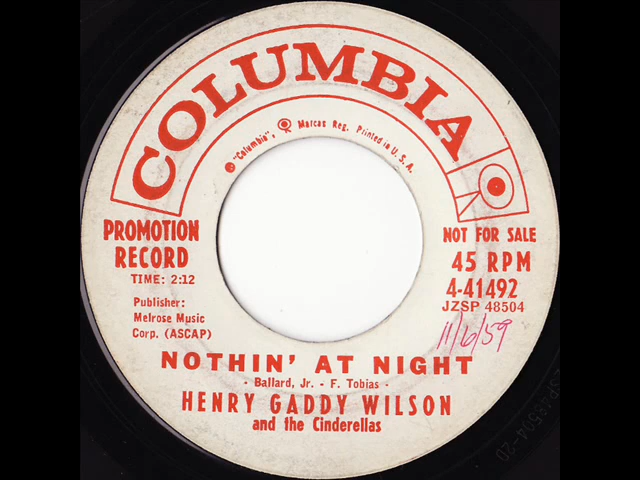 COLUMBIA
® "Columbia", Marcas Reg. Printed in U.S.A.
PROMOTION
RECORD
TIME: 2:12
Publisher:
Melrose Music
Corp. (ASCAP)
NOT FOR SALE
45 RPM
4-41492
JZSP 48504
11/6/59
NOTHIN' AT NIGHT
- Ballard, Jr. - F. Tobias -
HENRY GADDY WILSON
and the Cinderellas